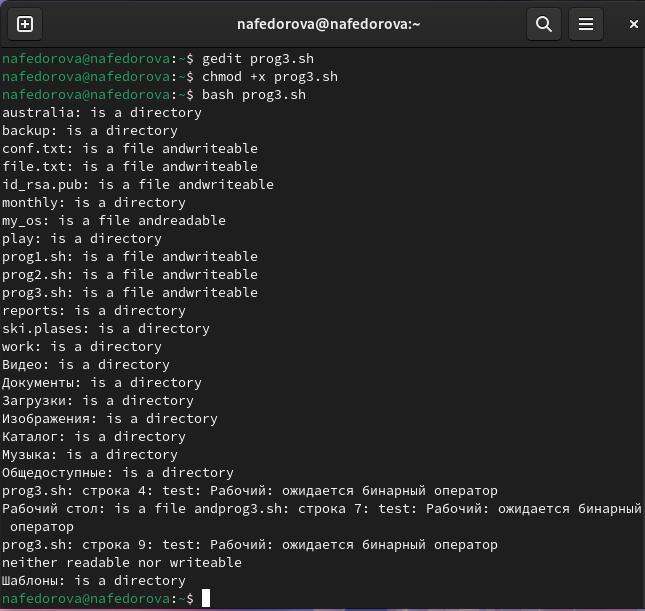 nafedorova@nafedorova:~
nafedorova@nafedorova:~$ gedit prog3.sh
nafedorova@nafedorova:~$ chmod +x prog3.sh
nafedorova@nafedorova:~$ bash prog3.sh
australia: is a directory
backup: is a directory
conf.txt: is a file andwriteable
file.txt: is a file andwriteable
id_rsa.pub: is a file andwriteable
monthly: is a directory
my_os: is a file andreadable
play: is a directory
prog1.sh: is a file andwriteable
prog2.sh: is a file andwriteable
prog3.sh: is a file andwriteable
reports: is a directory
ski.plases: is a directory
work: is a directory
Видео: is a directory
Документы: is a directory
Загрузки: is a directory
Изображения: is a directory
Каталог: is a directory
Музыка: is a directory
Общедоступные: is a directory
prog3.sh: строка 4: test: Рабочий: ожидается бинарный оператор
Рабочий стол: is a file andprog3.sh: строка 7: test: Рабочий: ожидается бинарный
оператор
prog3.sh: строка 9: test: Рабочий: ожидается бинарный оператор
neither readable nor writeable
Шаблоны: is a directory
nafedorova@nafedorova:~$